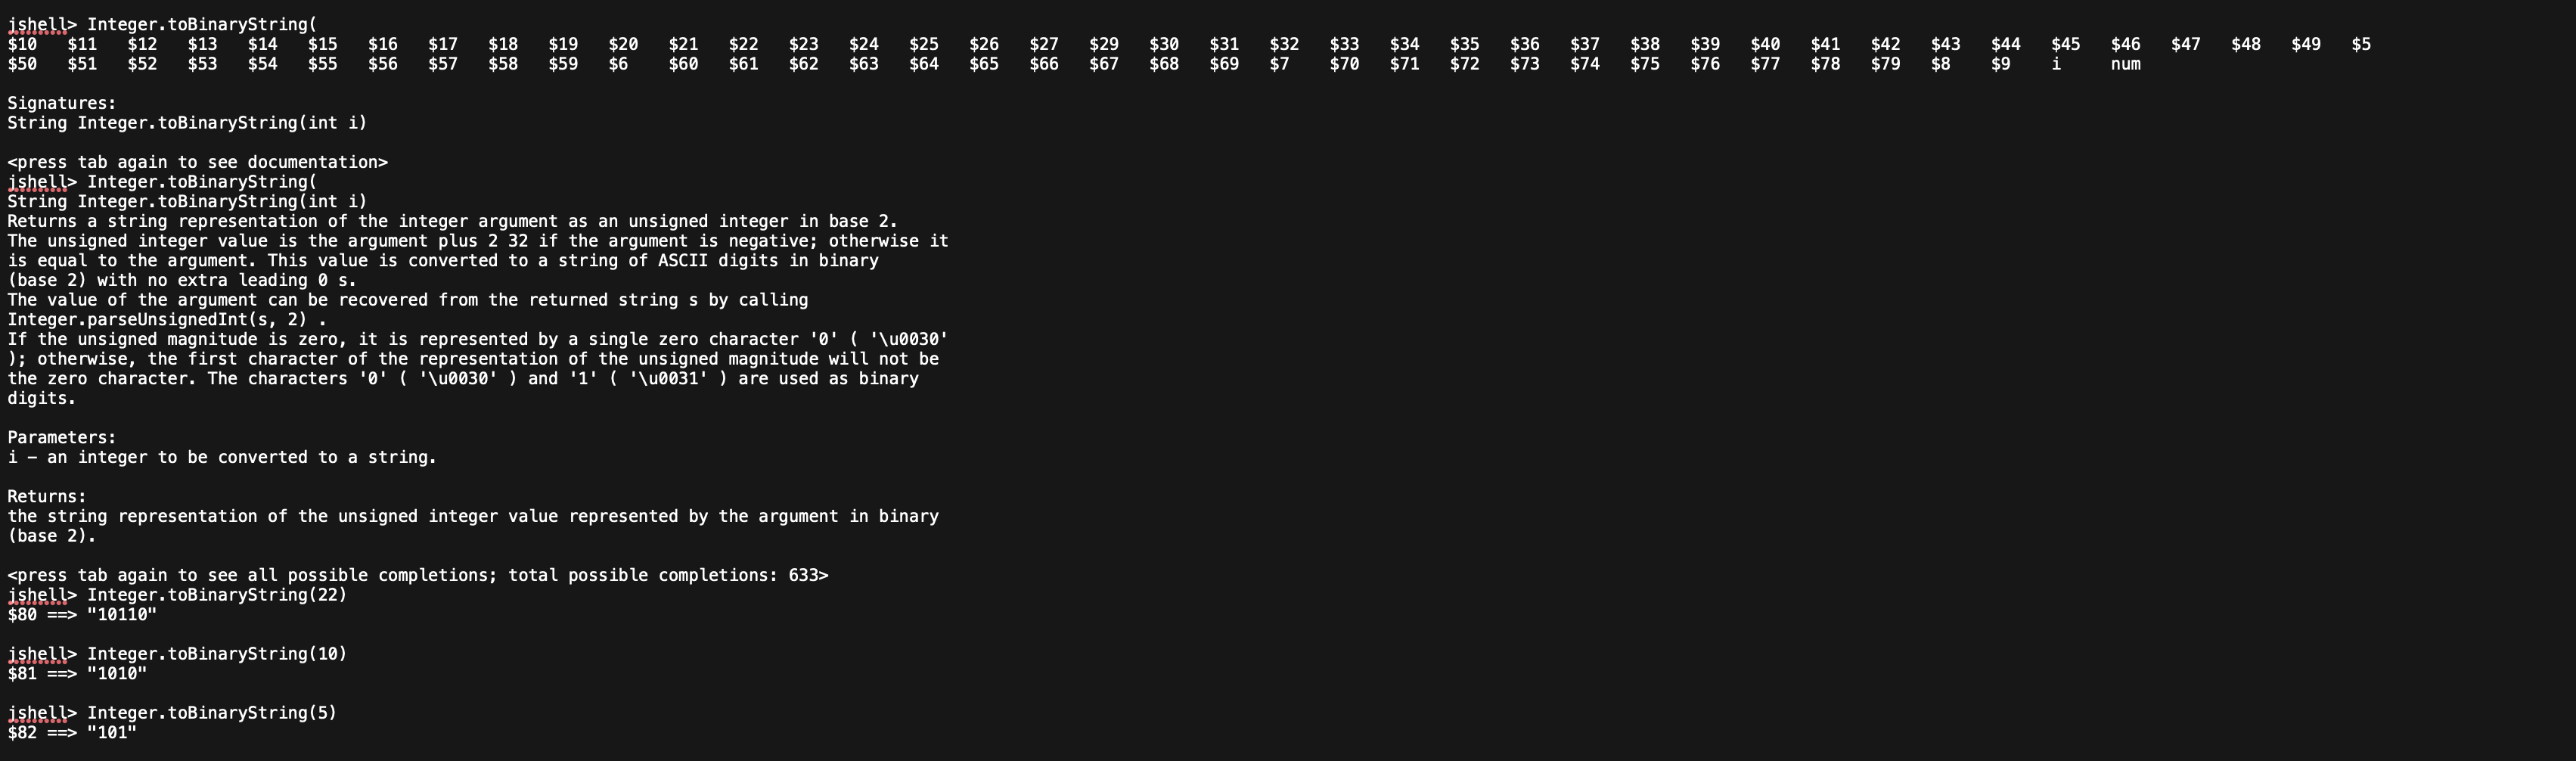 jshell> Integer.toBinaryString(
$10   $11   $12   $13   $14   $15   $16   $17   $18   $19   $20   $21   $22   $23   $24   $25   $26   $27   $29   $30   $31   $32   $33   $34   $35   $36   $37   $38   $39   $40   $41   $42   $43   $44   $45   $46   $47   $48   $49   $5
$50   $51   $52   $53   $54   $55   $56   $57   $58   $59   $6    $60   $61   $62   $63   $64   $65   $66   $67   $68   $69   $7    $70   $71   $72   $73   $74   $75   $76   $77   $78   $79   $8    $9    i     num
Signatures:
String Integer.toBinaryString(int i)
<press tab again to see documentation>
jshell> Integer.toBinaryString(
String Integer.toBinaryString(int i)
Returns a string representation of the integer argument as an unsigned integer in base 2.
The unsigned integer value is the argument plus 2 32 if the argument is negative; otherwise it
is equal to the argument. This value is converted to a string of ASCII digits in binary
(base 2) with no extra leading 0 s.
The value of the argument can be recovered from the returned string s by calling
Integer.parseUnsignedInt(s, 2) .
If the unsigned magnitude is zero, it is represented by a single zero character '0' ( '\u0030'
); otherwise, the first character of the representation of the unsigned magnitude will not be
the zero character. The characters '0' ( '\u0030' ) and '1' ( '\u0031' ) are used as binary
digits.
Parameters:
i – an integer to be converted to a string.
Returns:
the string representation of the unsigned integer value represented by the argument in binary
(base 2).
<press tab again to see all possible completions; total possible completions: 633>
jshell> Integer.toBinaryString(22)
$80 ==> "10110"
jshell> Integer.toBinaryString(10)
$81 ==> "1010"
jshell> Integer.toBinaryString(5)
$82 ==> "101"